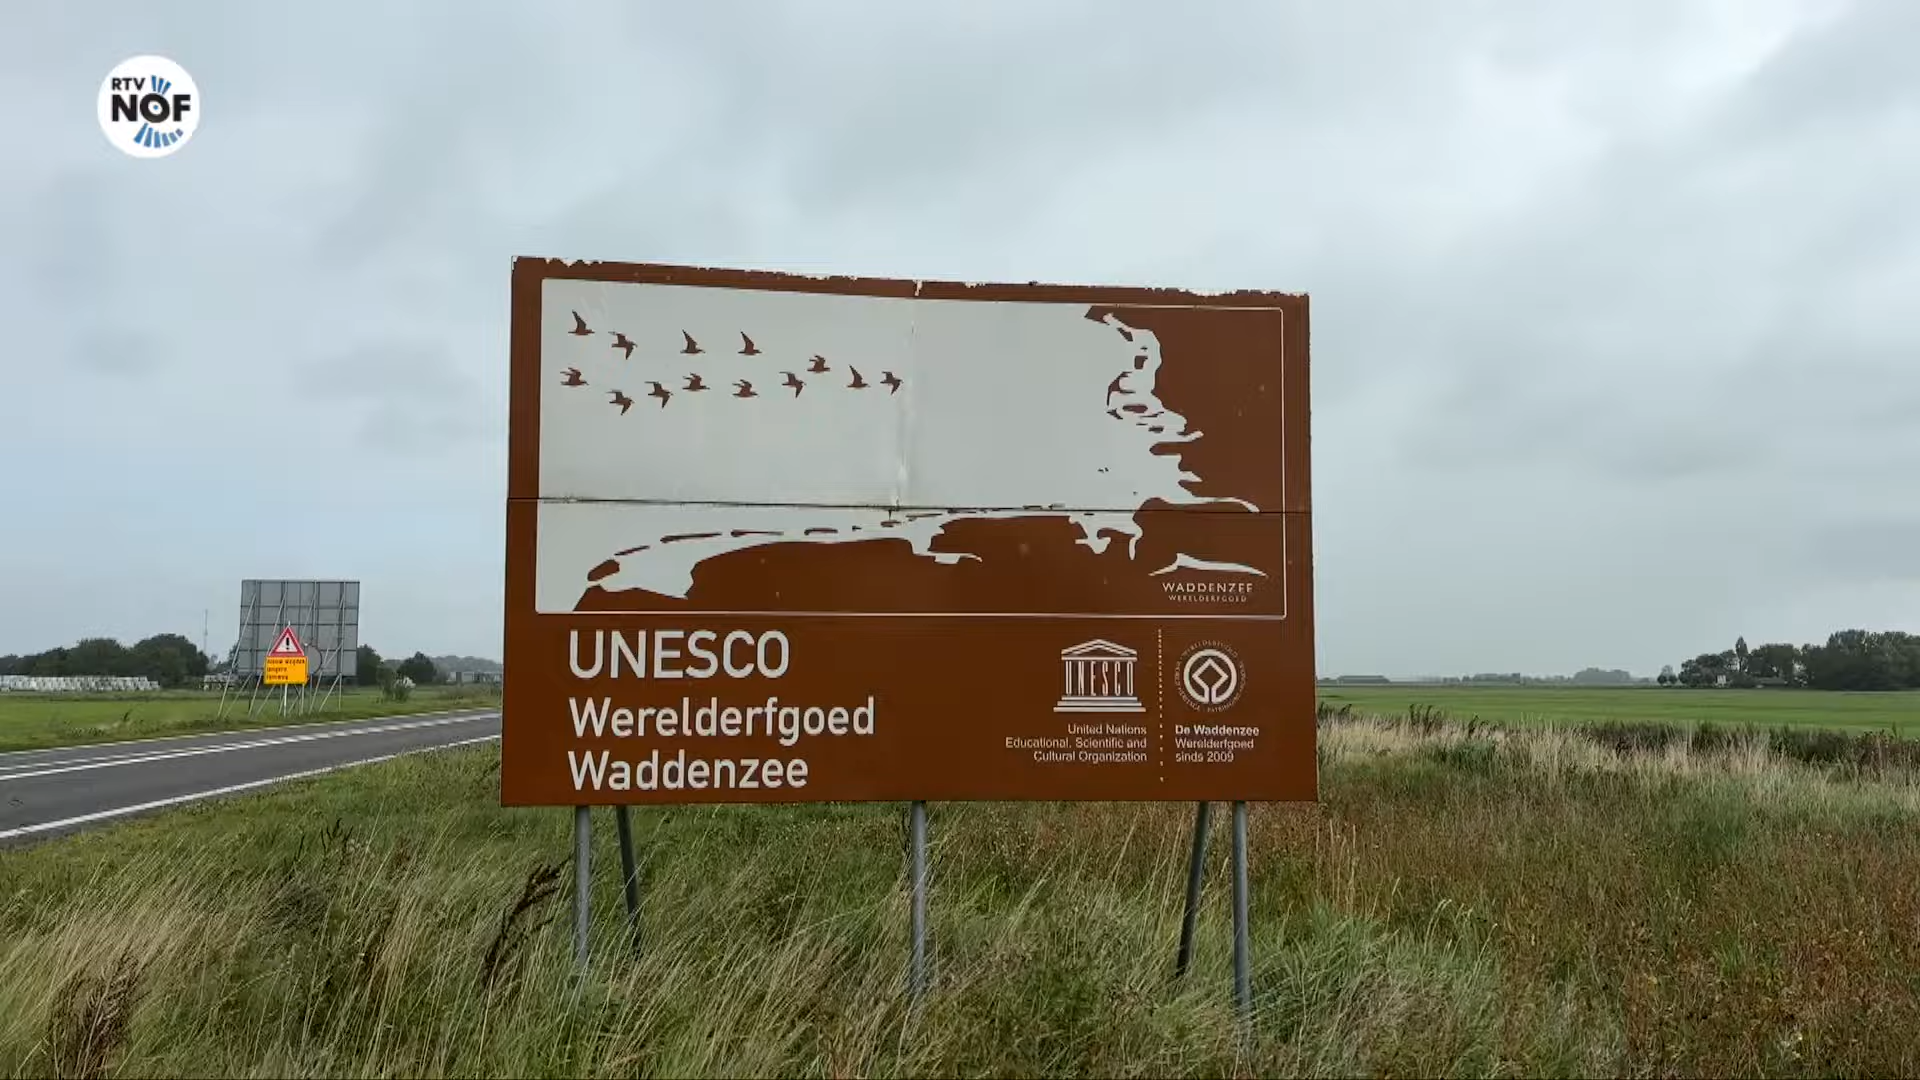 RTV
NOF
WADDENZEE
WERELDERFGOED
UNESCO
Werelderfgoed
Waddenzee
UNESCO
United Nations
Educational, Scientific and
Cultural Organization
De Waddenzee
Werelderfgoed
sinds 2009